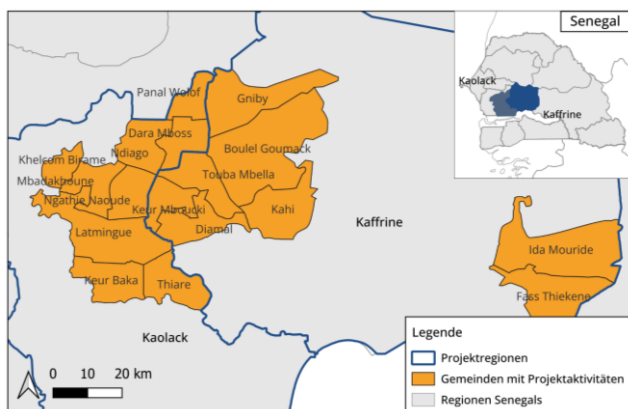 Senegal
Kaolack
Kaffrine
Panal Wolof
Gniby
Dara Mboss
Ndiago
Boulel Goumack
Khelcom Birame
Mbadakhoune
Touba Mbella
Ngathie Naoude
Keur Mboucki
Kahi
Latmingue
Diamal
Kaffrine
Ida Mouride
Keur Baka
Thiare
Fass Thiekene
Kaolack
Legende
Projektregionen
Gemeinden mit Projektaktivitäten
Regionen Senegals
0 10 20 km